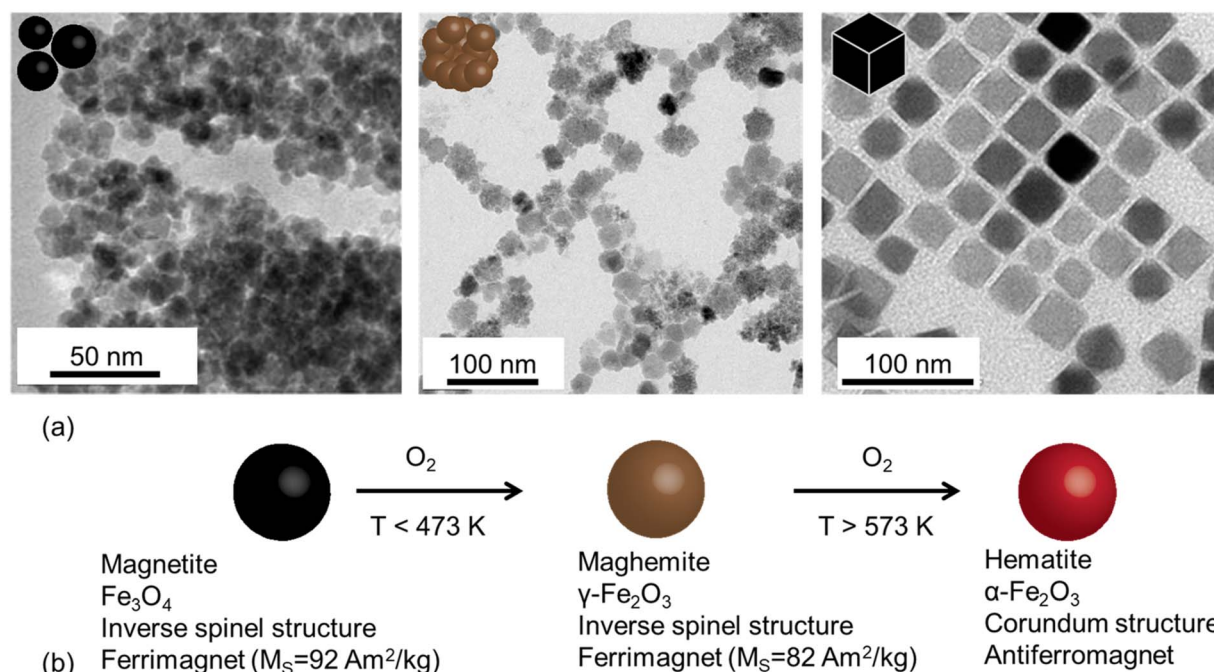 50 nm
100 nm
100 nm
(a)
O₂
O₂
T < 473 K
T > 573 K
Magnetite
Fe₃O₄
Inverse spinel structure
Ferrimagnet (Mₛ=92 Am²/kg)
Maghemite
γ-Fe₂O₃
Inverse spinel structure
Ferrimagnet (Mₛ=82 Am²/kg)
Hematite
α-Fe₂O₃
Corundum structure
Antiferromagnet
(b)